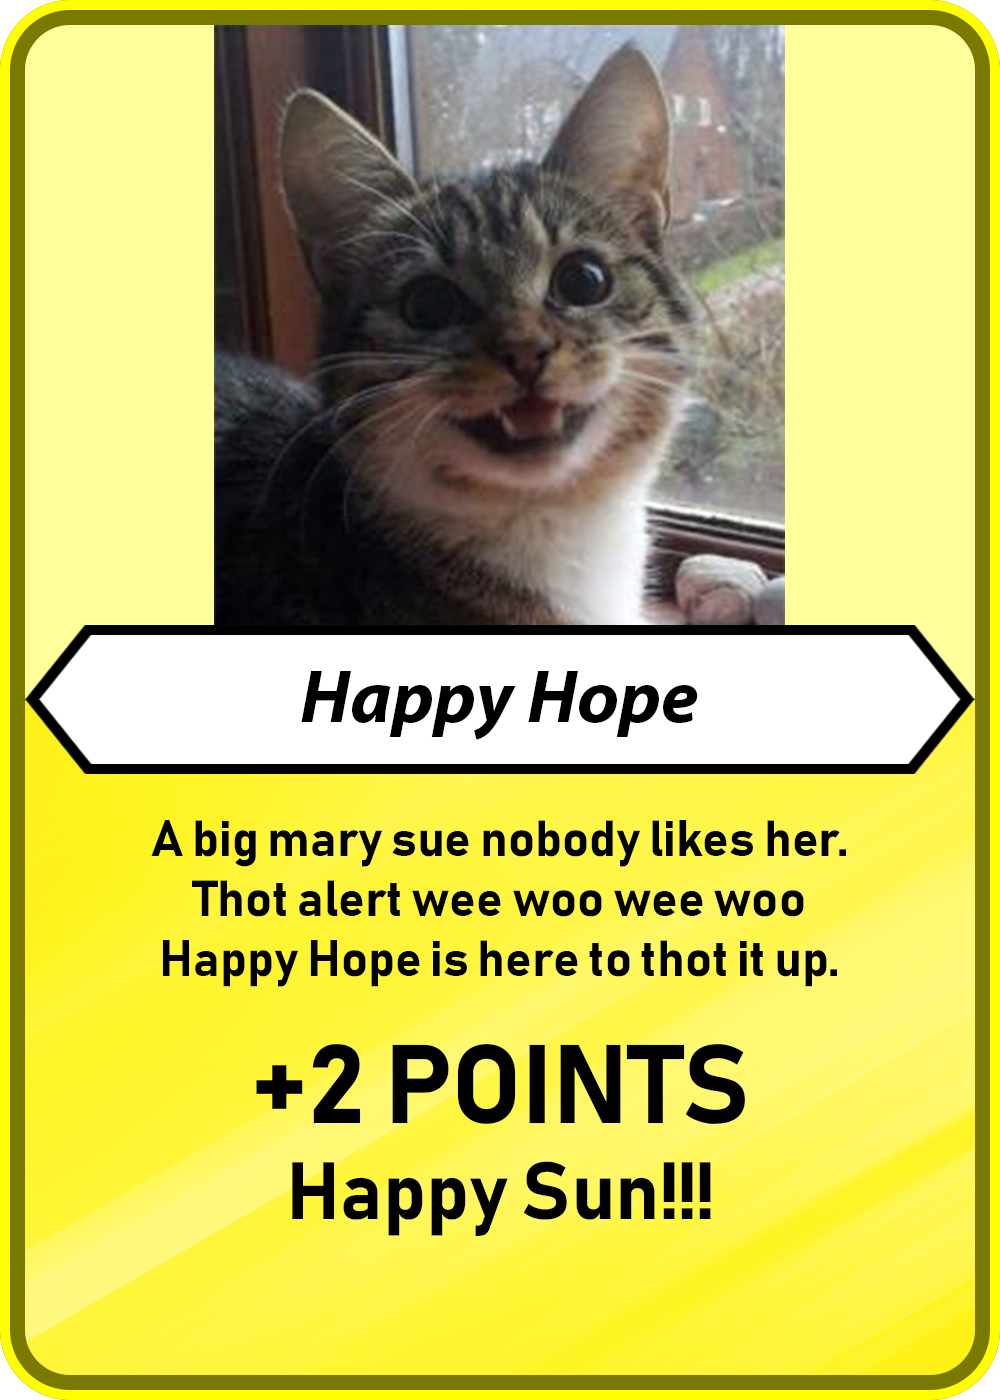 Happy Hope
A big mary sue nobody likes her.
Thot alert wee woo wee woo
Happy Hope is here to thot it up.
+2 POINTS
Happy Sun!!!